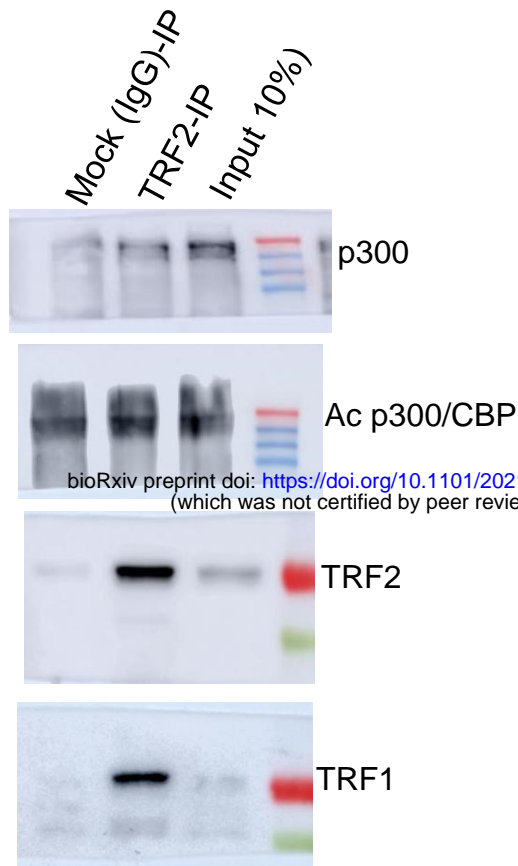 Mock (IgG)-IP
TRF2-IP
Input 10%)
p300
Ac p300/CBP
bioRxiv preprint doi: https://doi.org/10.1101/202
(which was not certified by peer revie
TRF2
TRF1